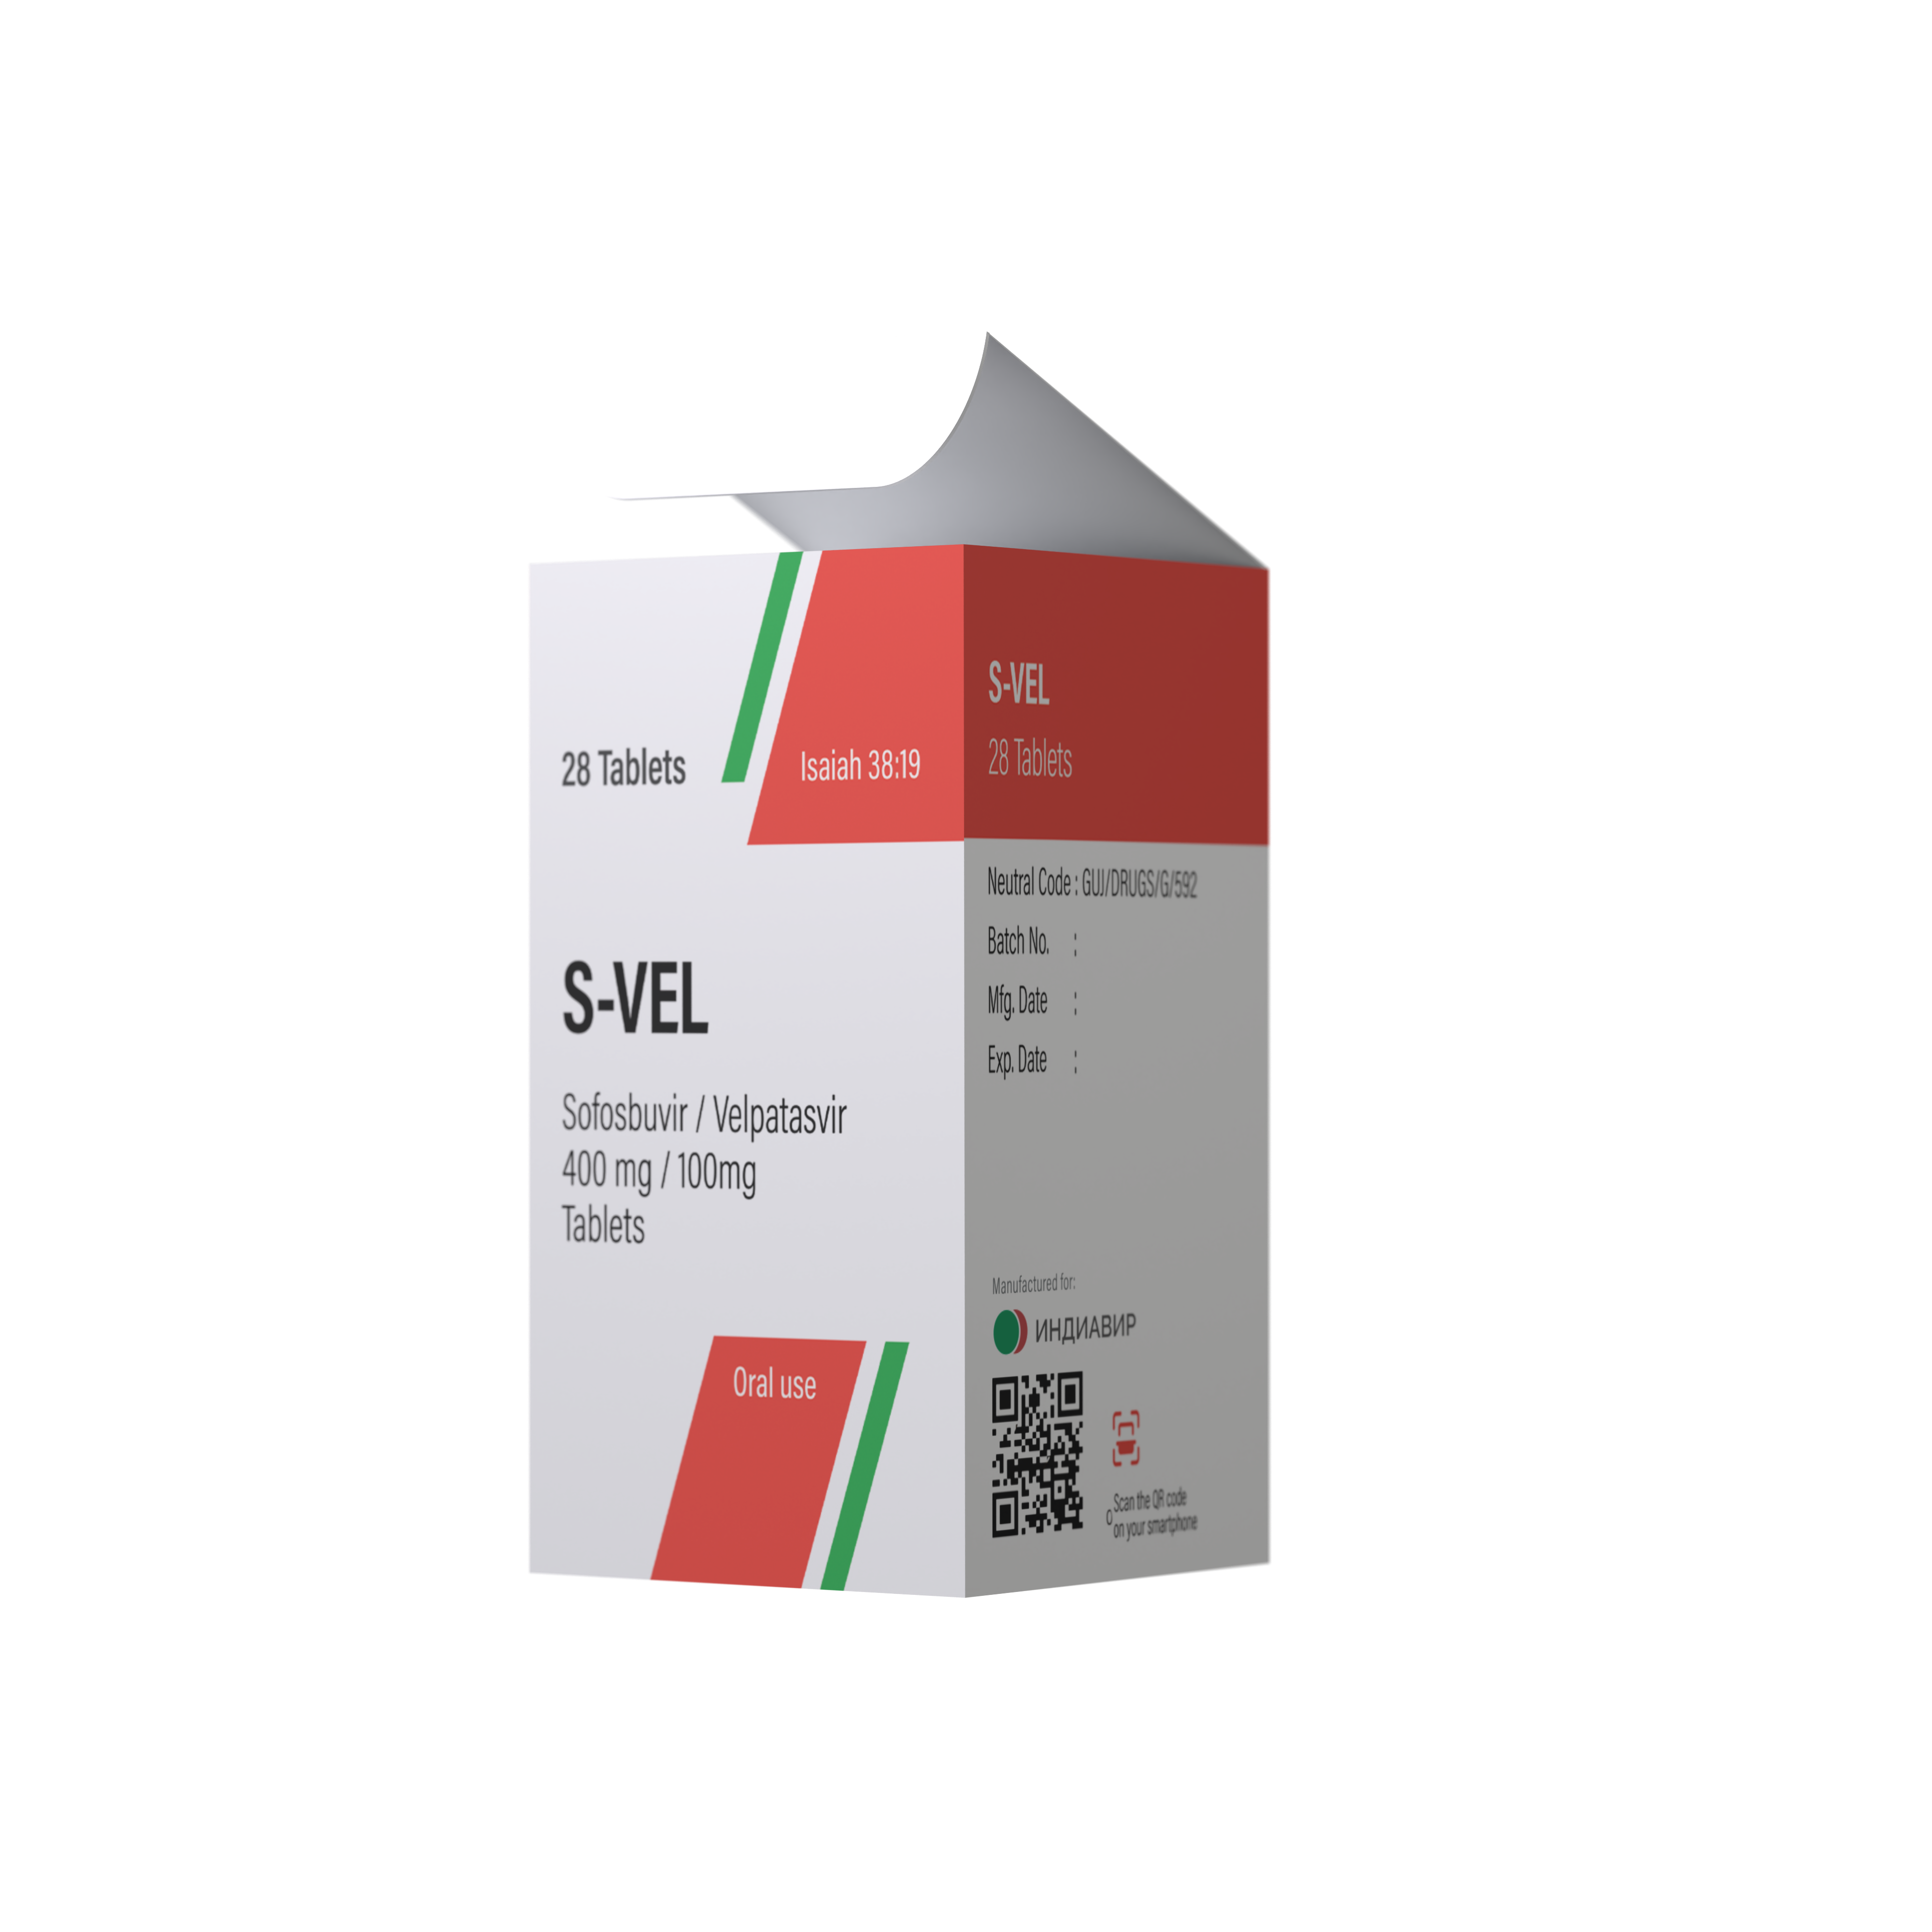 28 Tablets
Isaiah 38:19
S-VEL
Sofosbuvir / Velpatasvir
400 mg / 100mg
Tablets
Oral use
S-VEL
28 Tablets
Neutral Code : GUJ/DRUGS/G/592
Batch No. :
Mfg. Date :
Exp. Date :
Manufactured for:
ИНДИАВИР
Scan the QR code
on your smartphone